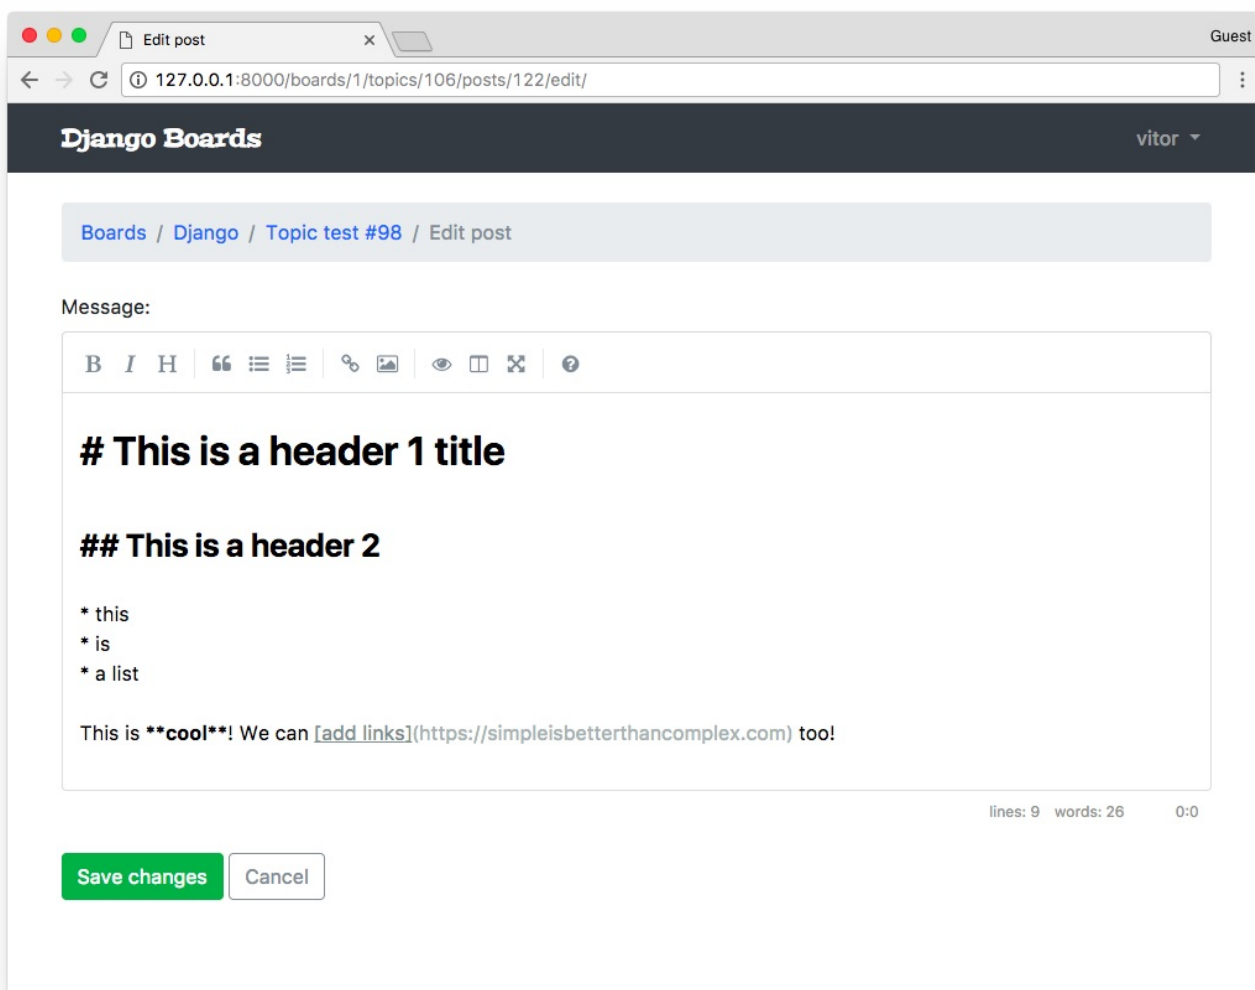 Edit post
Guest
127.0.0.1:8000/boards/1/topics/106/posts/122/edit/
Django Boards
vitor
Boards / Django / Topic test #98 / Edit post
Message:
B I H
# This is a header 1 title
## This is a header 2
* this
* is
* a list
This is **cool**! We can [add links](https://simpleisbetterthancomplex.com) too!
lines: 9 words: 26 0:0
Save changes Cancel